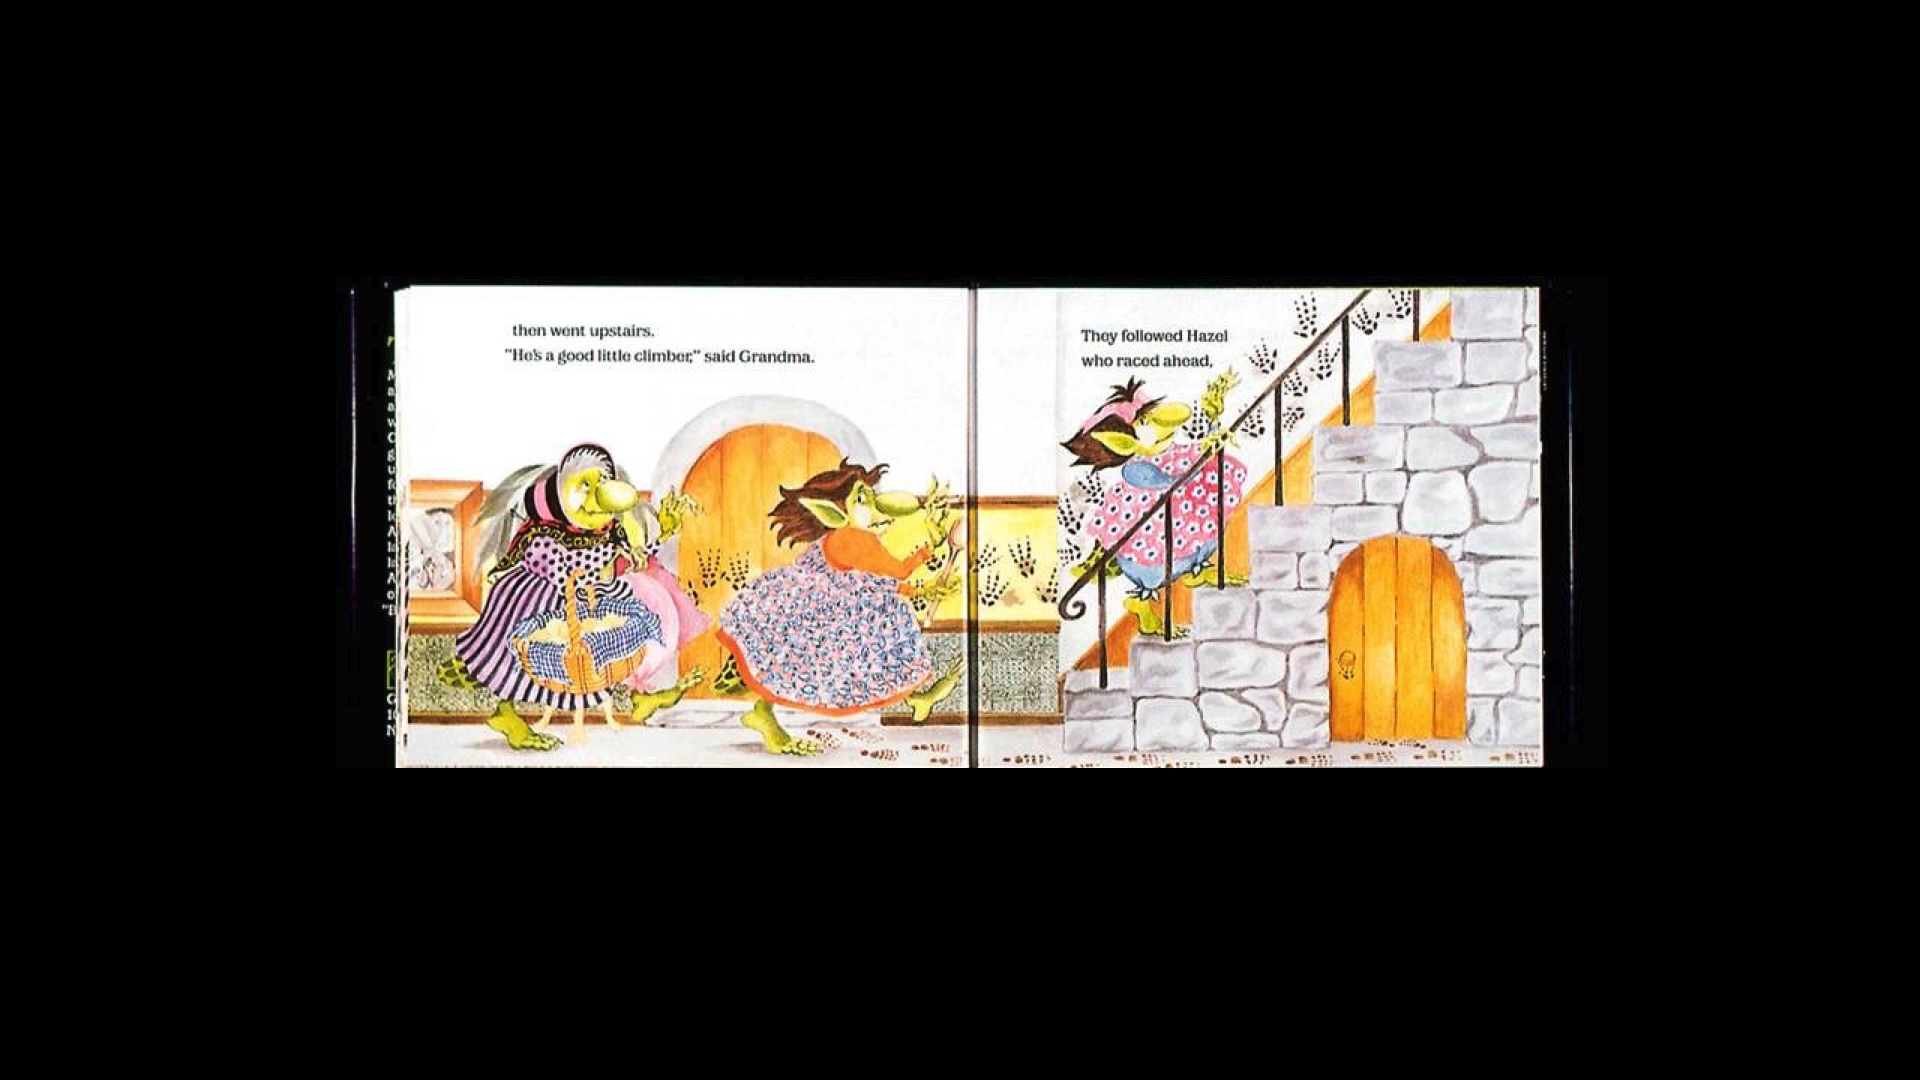 then went upstairs.
"He's a good little climber," said Grandma.
They followed Hazel
who raced ahead,